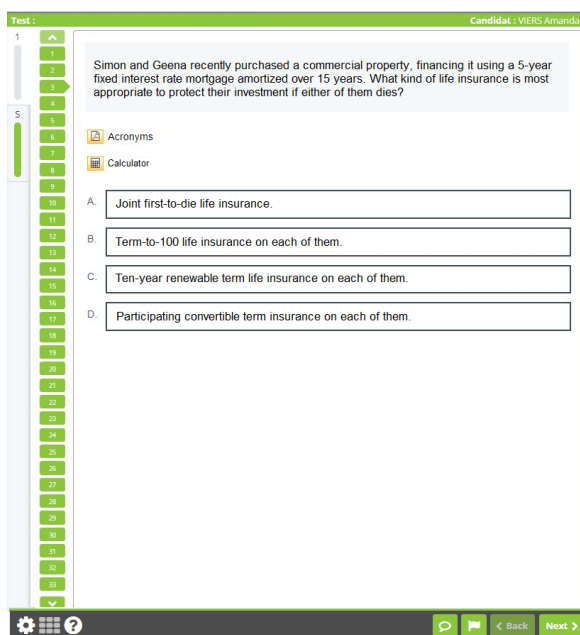 Test :
Candidat : VIERS Amanda
1
S
1
2
3
4
5
6
7
8
9
10
11
12
13
14
15
16
17
18
19
20
21
22
23
24
25
26
27
28
29
30
31
32
33
Simon and Geena recently purchased a commercial property, financing it using a 5-year
fixed interest rate mortgage amortized over 15 years. What kind of life insurance is most
appropriate to protect their investment if either of them dies?
Acronyms
Calculator
A. Joint first-to-die life insurance.
B. Term-to-100 life insurance on each of them.
C. Ten-year renewable term life insurance on each of them.
D. Participating convertible term insurance on each of them.
Back
Next